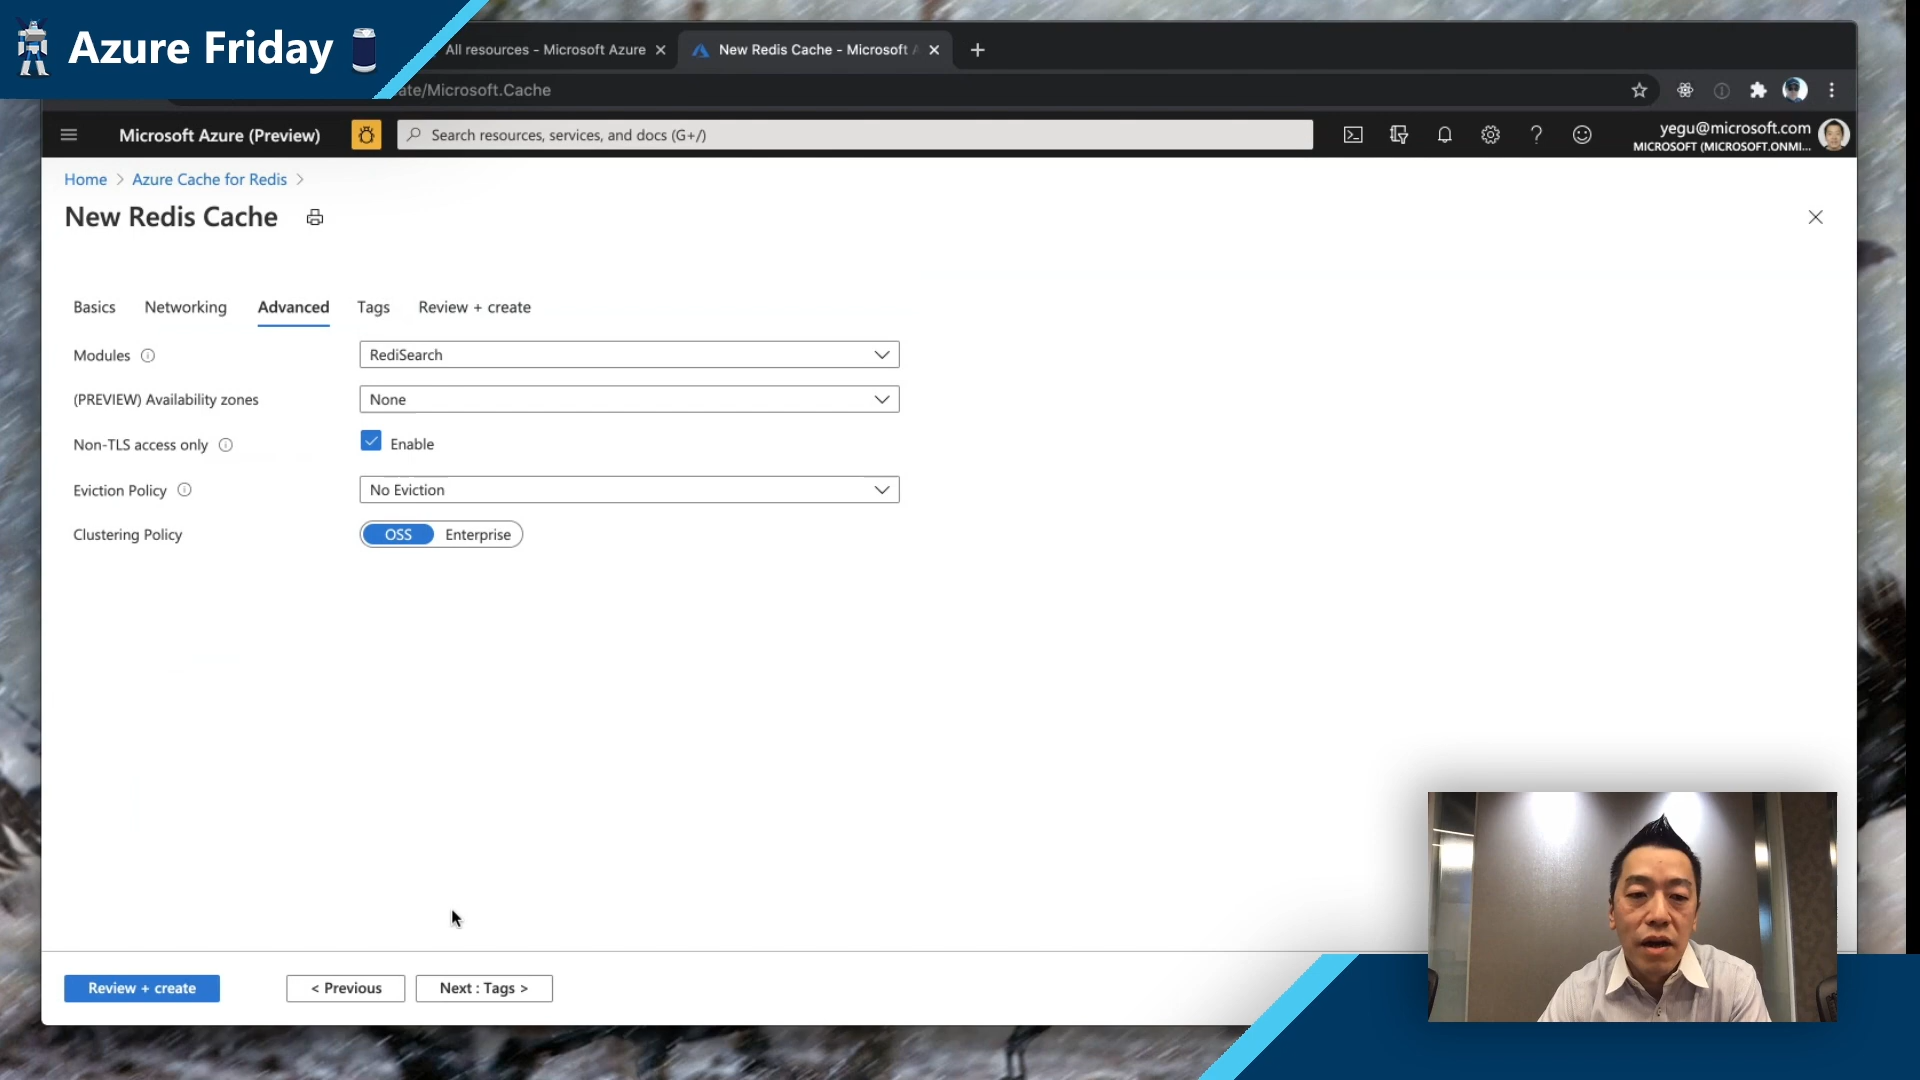 Azure Friday
All resources - Microsoft Azure
New Redis Cache - Microsoft A
ate/Microsoft.Cache
Microsoft Azure (Preview)
Search resources, services, and docs (G+/)
yegu@microsoft.com
MICROSOFT (MICROSOFT.ONMI...
Home > Azure Cache for Redis >
New Redis Cache
Basics Networking Advanced Tags Review + create
Modules RediSearch
(PREVIEW) Availability zones None
Non-TLS access only Enable
Eviction Policy No Eviction
Clustering Policy OSS Enterprise
Review + create < Previous Next : Tags >